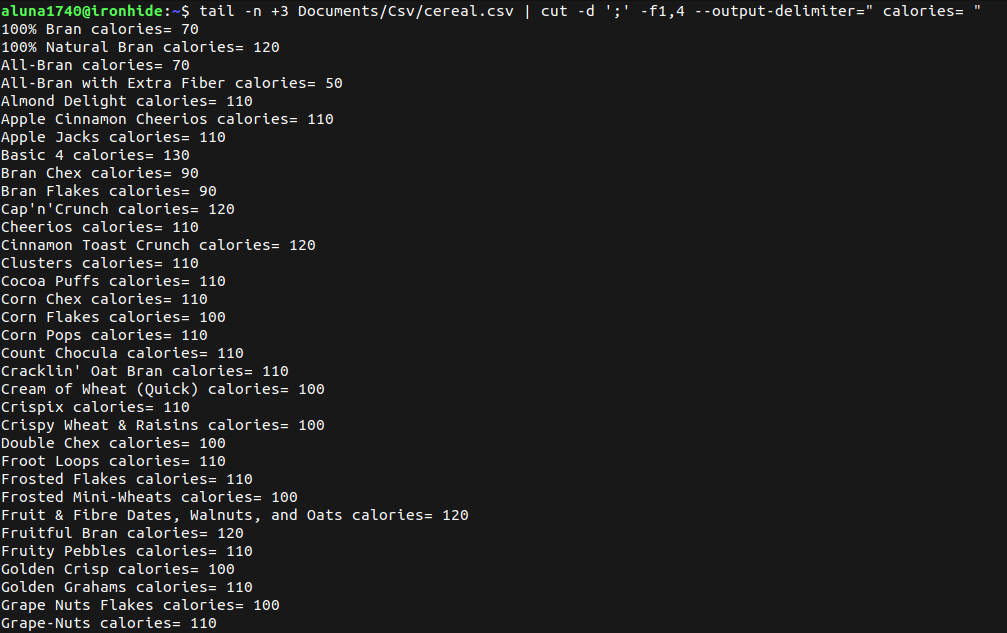 aluna1740@ironhide:~$ tail -n +3 Documents/Csv/cereal.csv | cut -d ';' -f1,4 --output-delimiter=" calories= "
100% Bran calories= 70
100% Natural Bran calories= 120
All-Bran calories= 70
All-Bran with Extra Fiber calories= 50
Almond Delight calories= 110
Apple Cinnamon Cheerios calories= 110
Apple Jacks calories= 110
Basic 4 calories= 130
Bran Chex calories= 90
Bran Flakes calories= 90
Cap'n'Crunch calories= 120
Cheerios calories= 110
Cinnamon Toast Crunch calories= 120
Clusters calories= 110
Cocoa Puffs calories= 110
Corn Chex calories= 110
Corn Flakes calories= 100
Corn Pops calories= 110
Count Chocula calories= 110
Cracklin' Oat Bran calories= 110
Cream of Wheat (Quick) calories= 100
Crispix calories= 110
Crispy Wheat & Raisins calories= 100
Double Chex calories= 100
Froot Loops calories= 110
Frosted Flakes calories= 110
Frosted Mini-Wheats calories= 100
Fruit & Fibre Dates, Walnuts, and Oats calories= 120
Fruitful Bran calories= 120
Fruity Pebbles calories= 110
Golden Crisp calories= 100
Golden Grahams calories= 110
Grape Nuts Flakes calories= 100
Grape-Nuts calories= 110